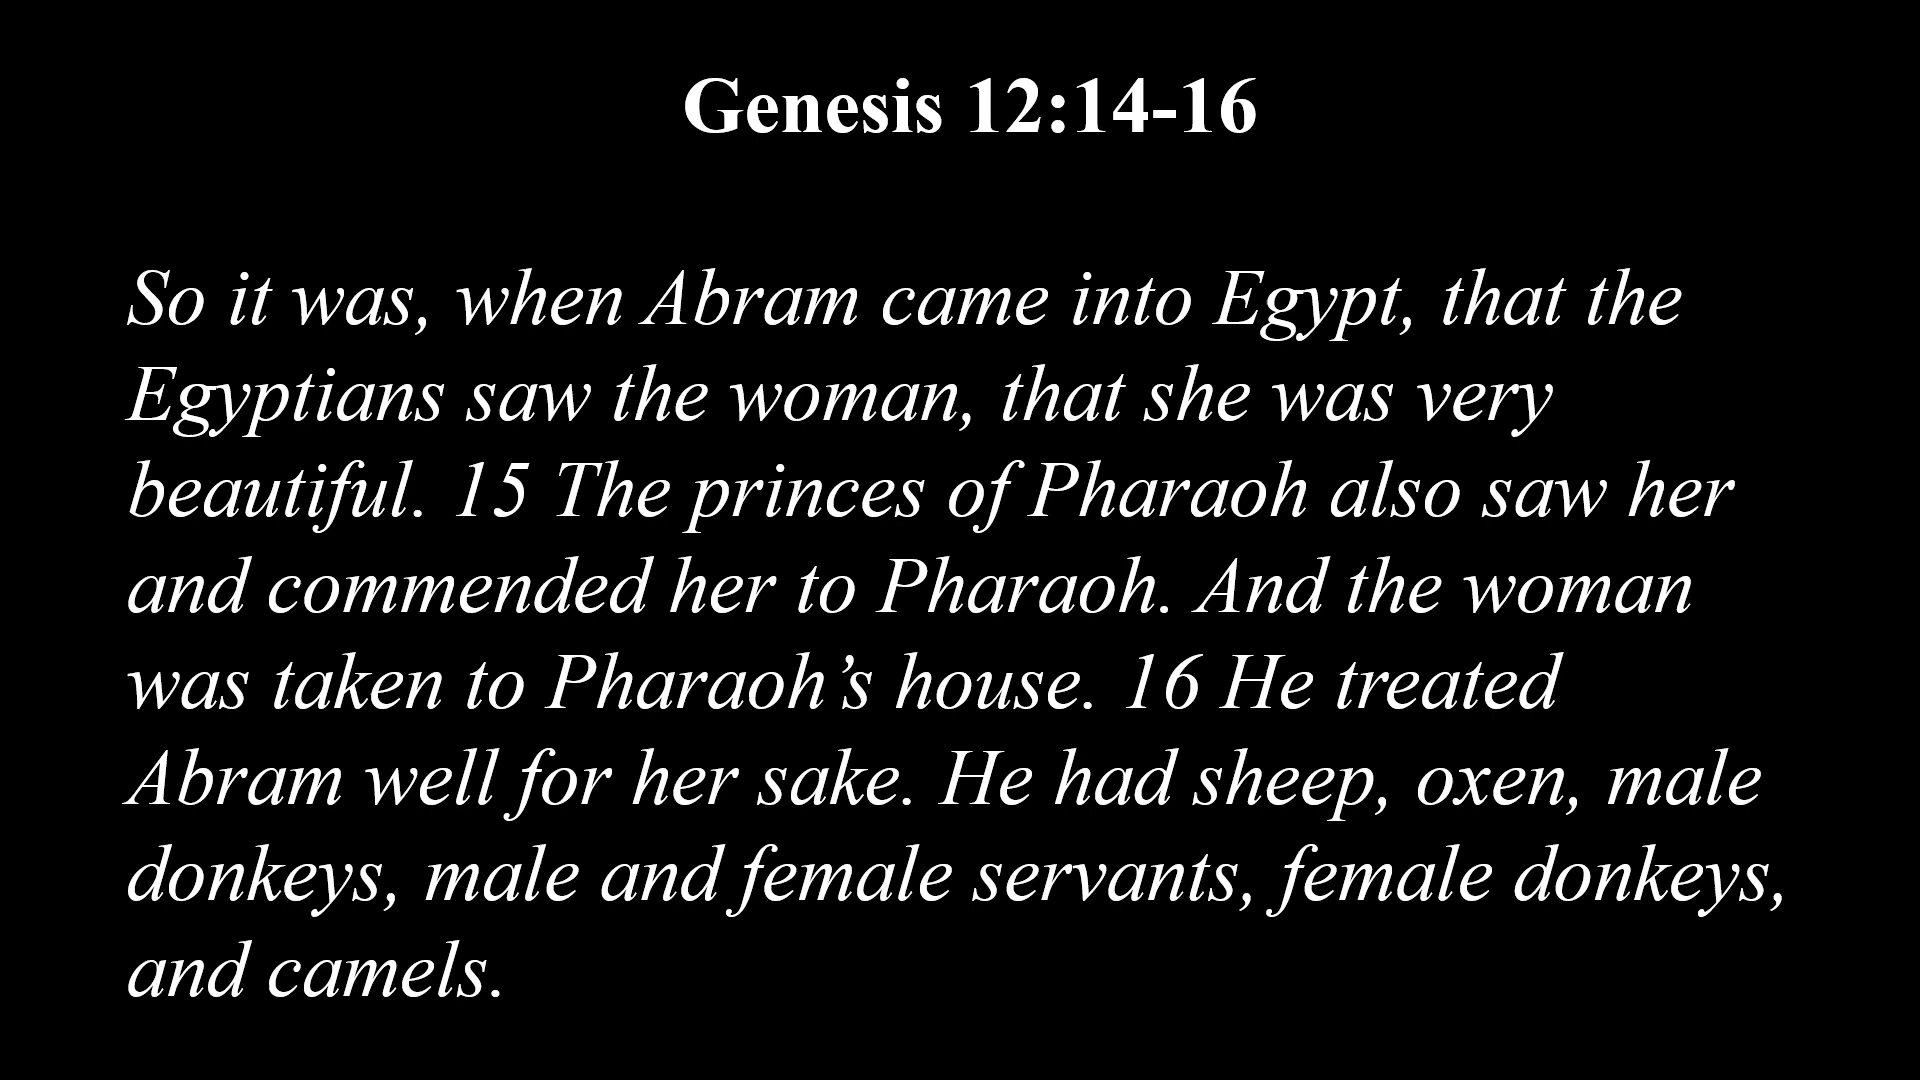 Genesis 12:14-16
So it was, when Abram came into Egypt, that the
Egyptians saw the woman, that she was very
beautiful. 15 The princes of Pharaoh also saw her
and commended her to Pharaoh. And the woman
was taken to Pharaoh’s house. 16 He treated
Abram well for her sake. He had sheep, oxen, male
donkeys, male and female servants, female donkeys,
and camels.